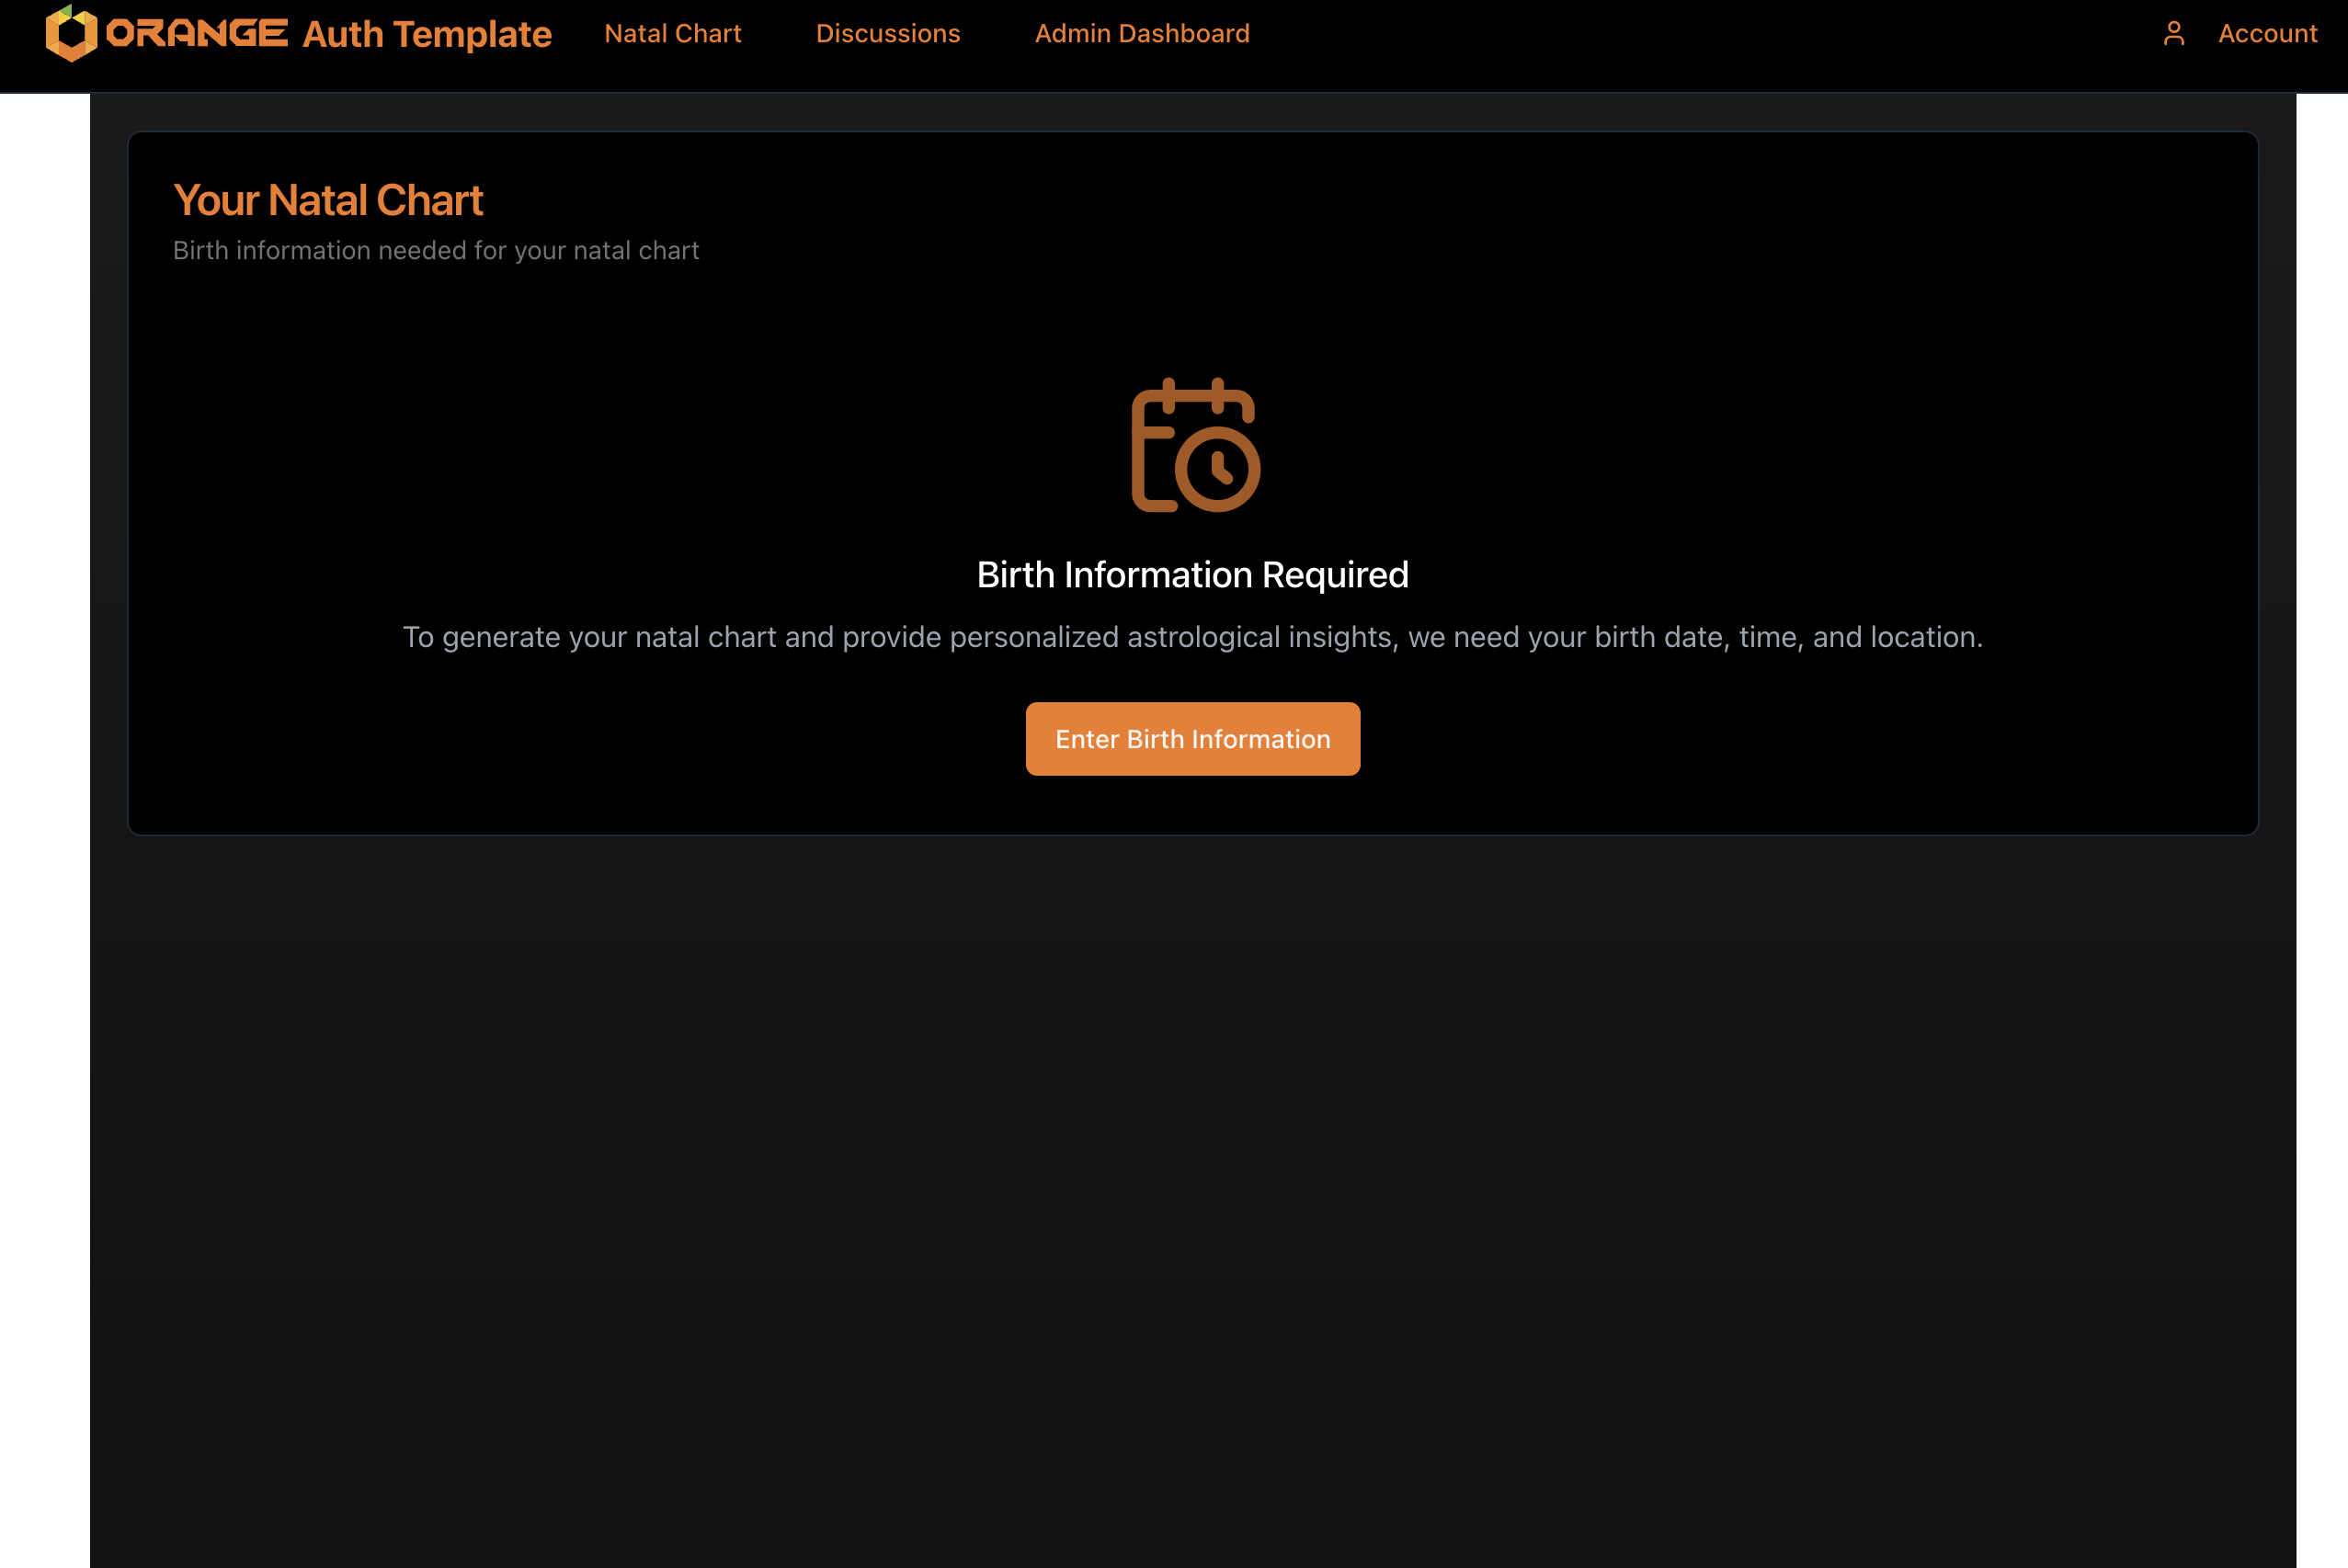 ORANGE Auth Template Natal Chart Discussions Admin Dashboard Account
Your Natal Chart
Birth information needed for your natal chart
Birth Information Required
To generate your natal chart and provide personalized astrological insights, we need your birth date, time, and location.
Enter Birth Information